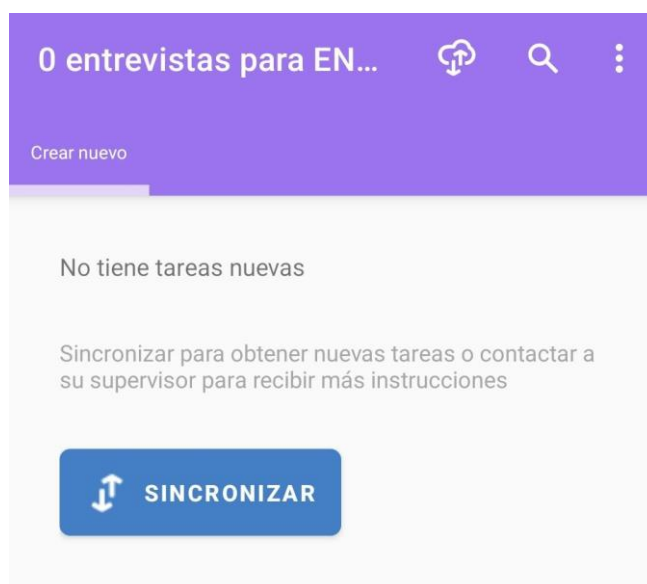 0 entrevistas para EN...
Crear nuevo
No tiene tareas nuevas
Sincronizar para obtener nuevas tareas o contactar a
su supervisor para recibir más instrucciones
SINCRONIZAR